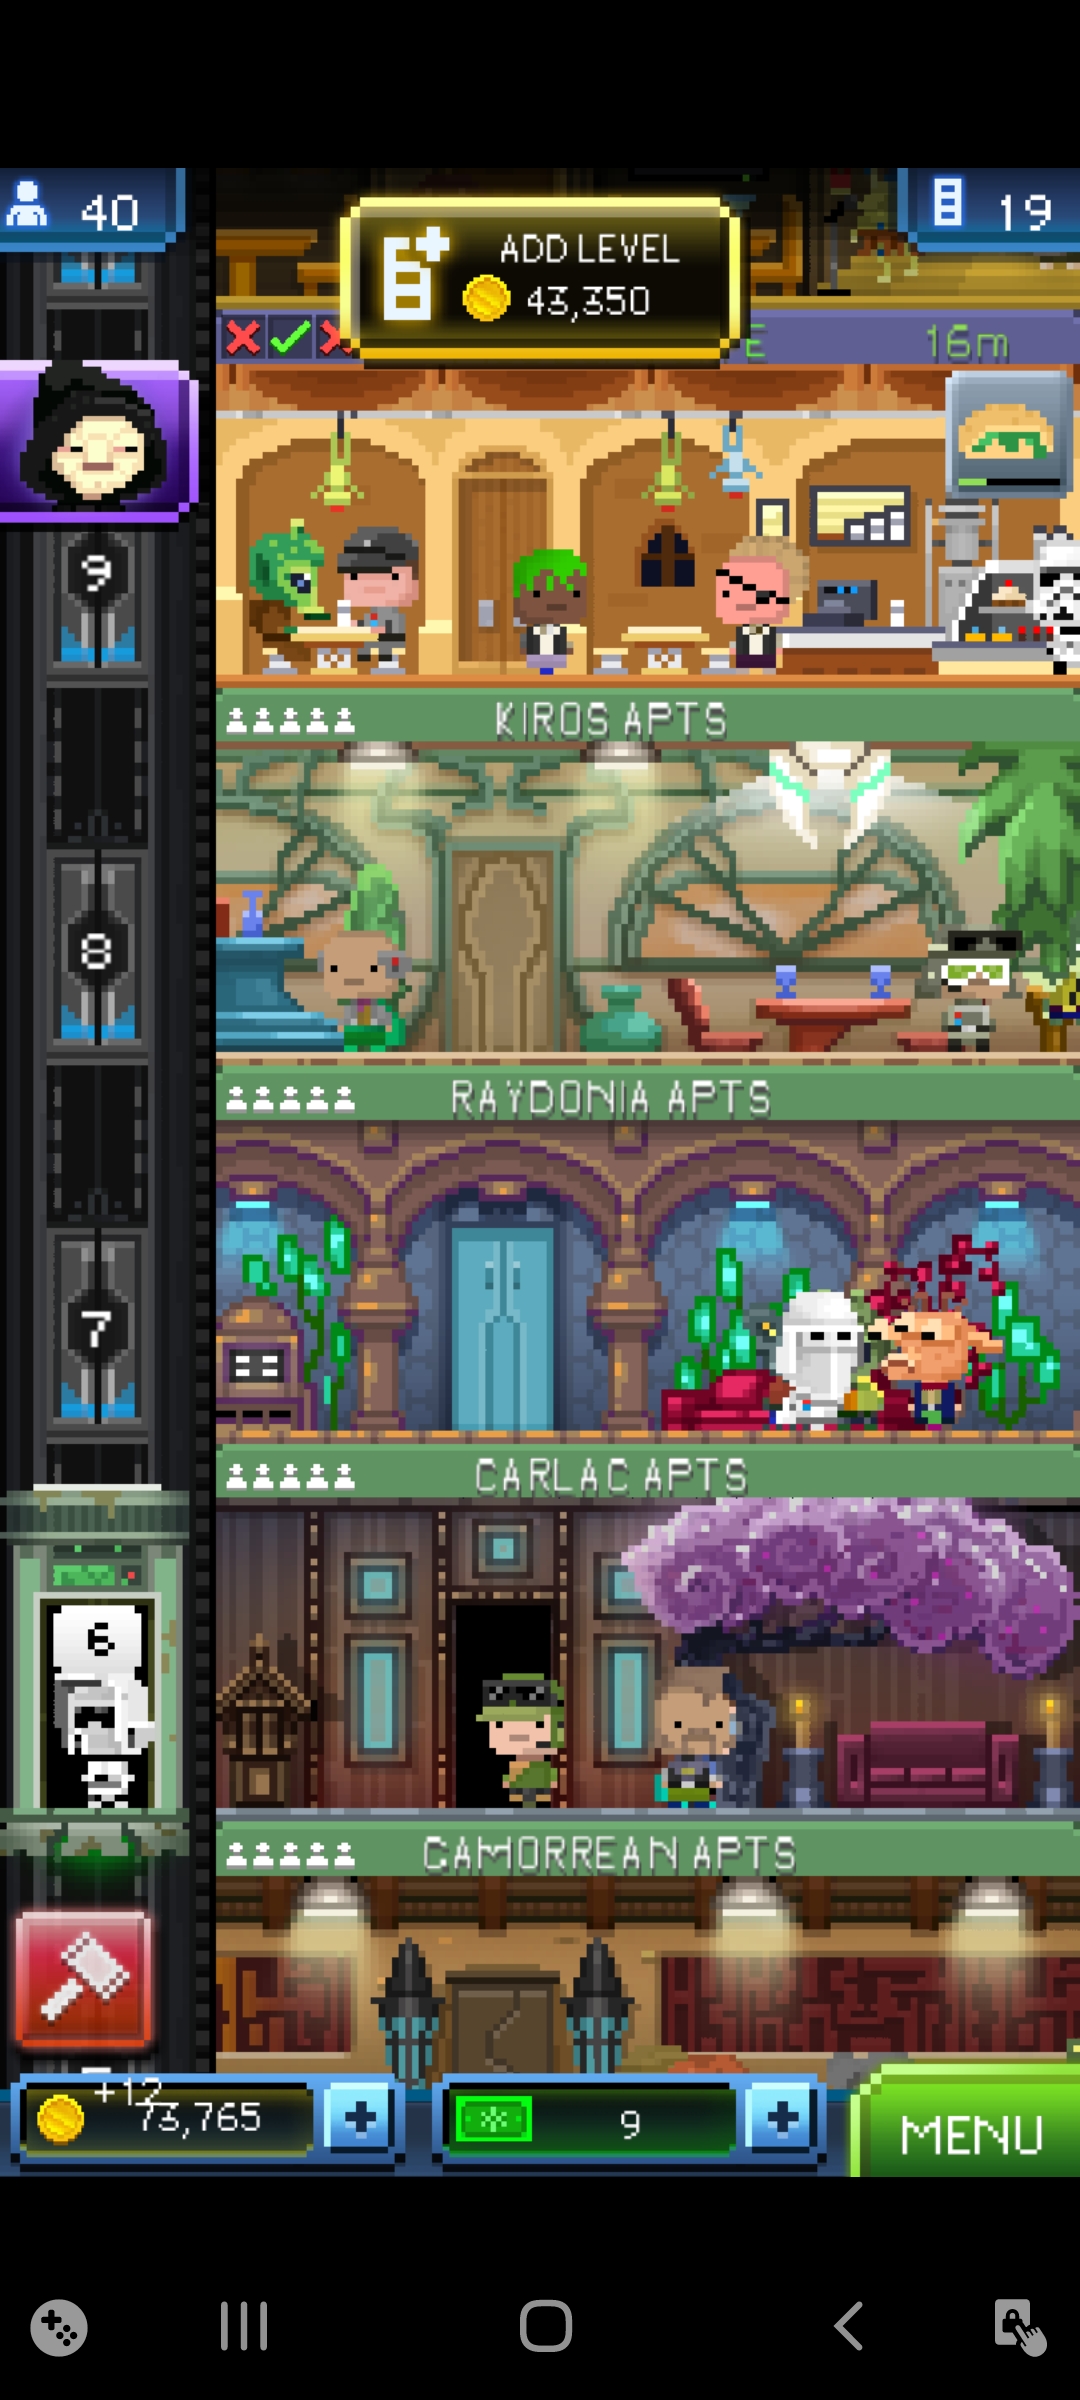 40
ADD LEVEL
43,350
19
E
16m
9
KIROS APTS
8
RAYDONIA APTS
7
CARLAC APTS
6
CAMORREAN APTS
+12
73,765
9
MENU